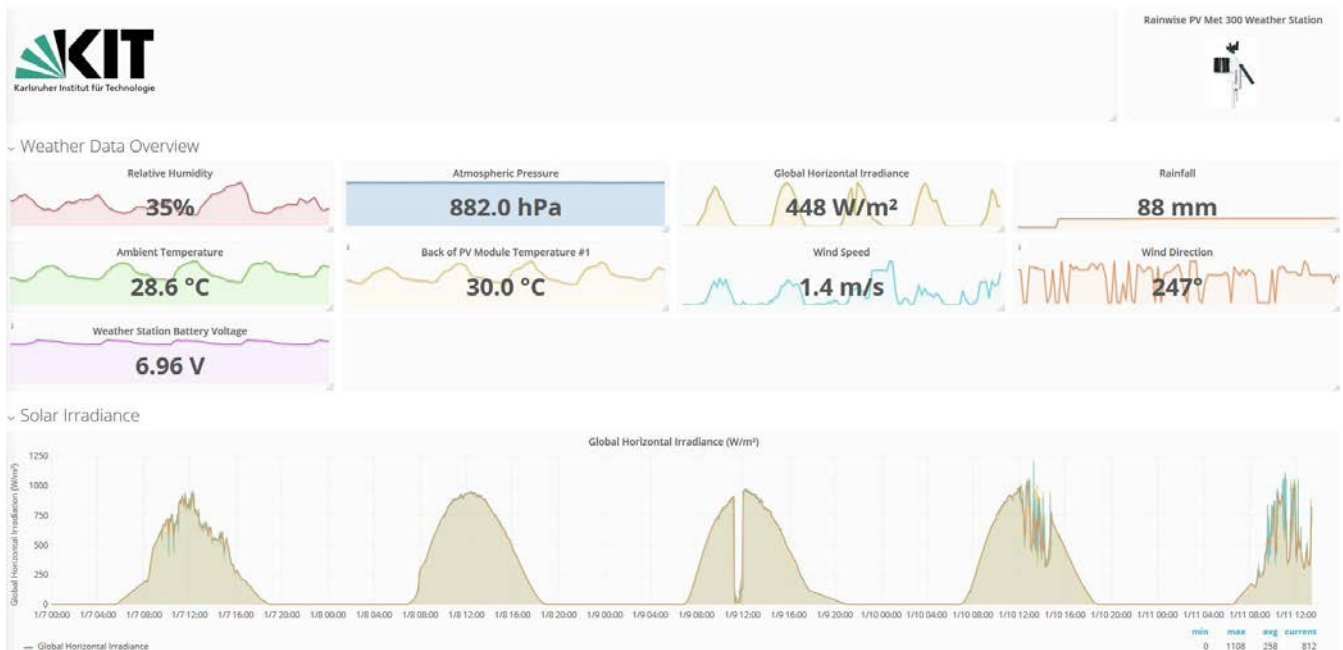 KIT
Karlsruher Institut für Technologie
Rainwise PV Met 300 Weather Station
Weather Data Overview
Relative Humidity
35%
Atmospheric Pressure
882.0 hPa
Global Horizontal Irradiance
448 W/m²
Rainfall
88 mm
Ambient Temperature
28.6 °C
Back of PV Module Temperature #1
30.0 °C
Wind Speed
1.4 m/s
Wind Direction
247°
Weather Station Battery Voltage
6.96 V
Solar Irradiance
Global Horizontal Irradiance (W/m²)
Global Horizontal Irradiation (W/m²)
1250
1000
750
500
250
0
1/7 00:00 1/7 04:00 1/7 08:00 1/7 12:00 1/7 16:00 1/7 20:00 1/8 00:00 1/8 04:00 1/8 08:00 1/8 12:00 1/8 16:00 1/8 20:00 1/9 00:00 1/9 04:00 1/9 08:00 1/9 12:00 1/9 16:00 1/9 20:00 1/10 00:00 1/10 04:00 1/10 08:00 1/10 12:00 1/10 16:00 1/10 20:00 1/11 00:00 1/11 04:00 1/11 08:00 1/11 12:00
min max avg current
Global Horizontal Irradiance 0 1108 258 812